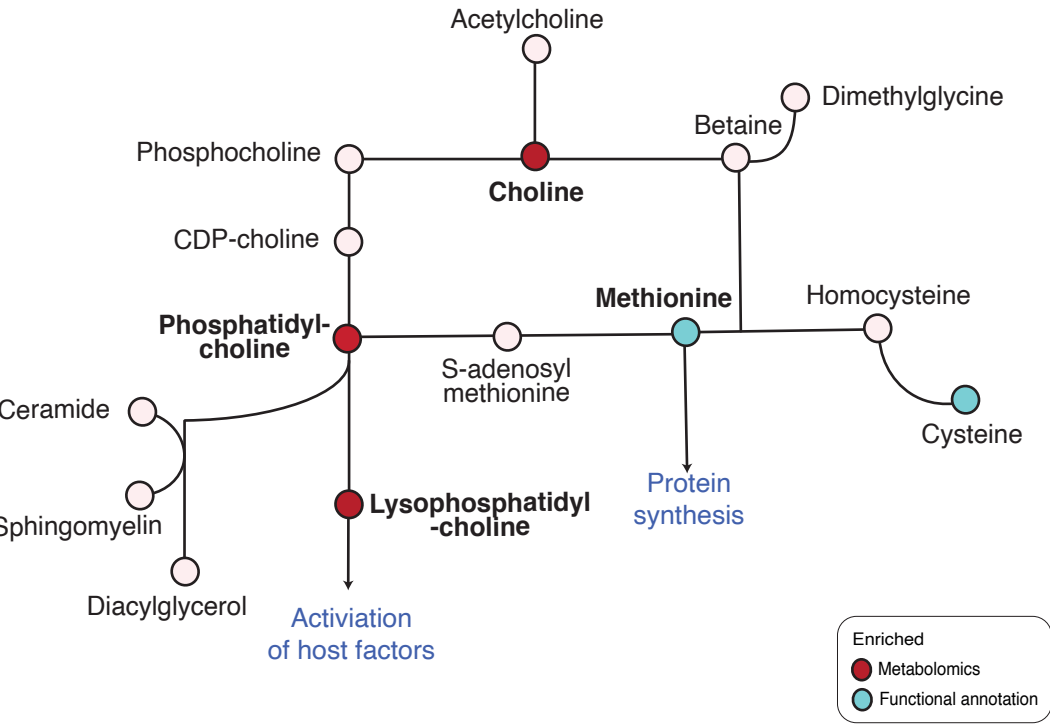 Acetylcholine
Dimethylglycine
Betaine
Phosphocholine
Choline
CDP-choline
Methionine
Homocysteine
Phosphatidyl-
choline
S-adenosyl
methionine
Ceramide
Cysteine
Sphingomyelin
Lysophosphatidyl
-choline
Protein
synthesis
Diacylglycerol
Activiation
of host factors
Enriched
Metabolomics
Functional annotation